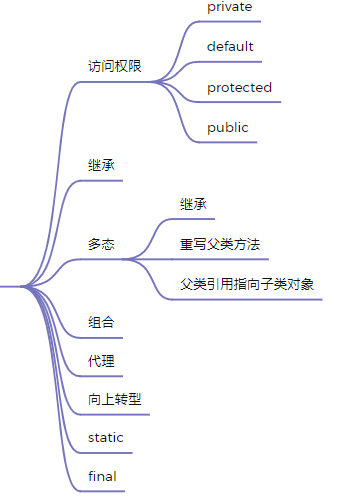 访问权限
private
default
protected
public
继承
多态
继承
重写父类方法
父类引用指向子类对象
组合
代理
向上转型
static
final